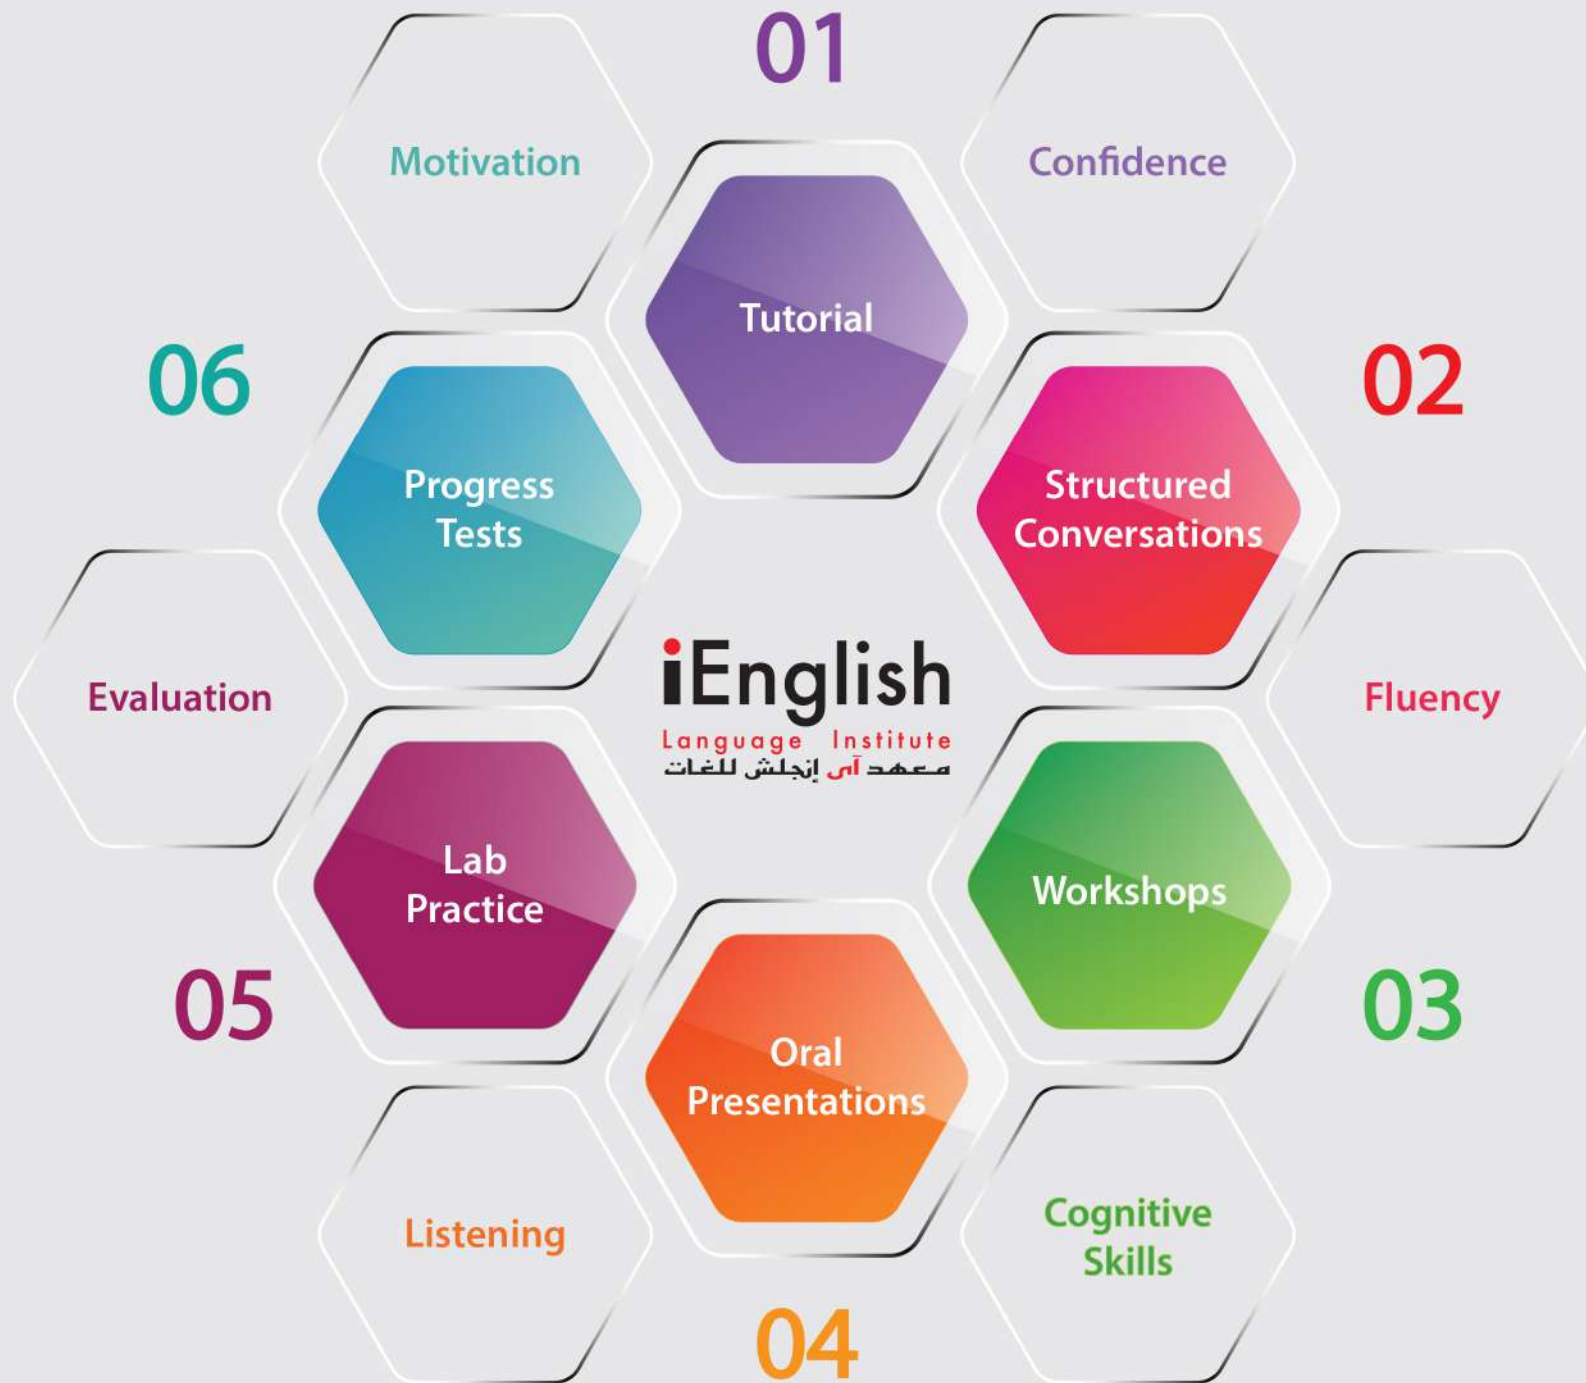 01
Motivation
Confidence
Tutorial
06
02
Progress
Tests
Structured
Conversations
iEnglish
Language Institute
معهد آى إنجلش للغات
Evaluation
Fluency
Lab
Practice
Workshops
05
03
Oral
Presentations
Listening
Cognitive
Skills
04